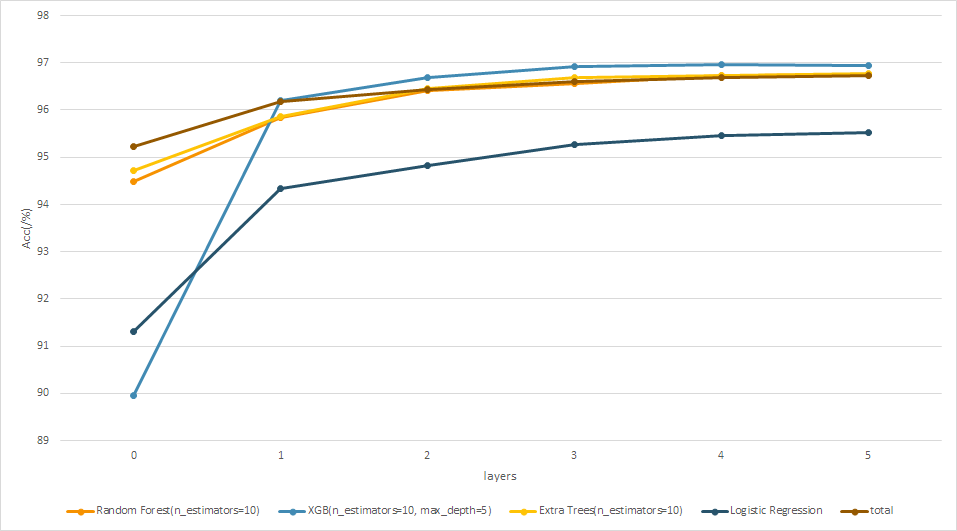 98
97
96
95
94
93
92
91
90
89
Acc(/%)
0 1 2 3 4 5
layers
Random Forest(n_estimators=10) XGB(n_estimators=10, max_depth=5) Extra Trees(n_estimators=10) Logistic Regression total